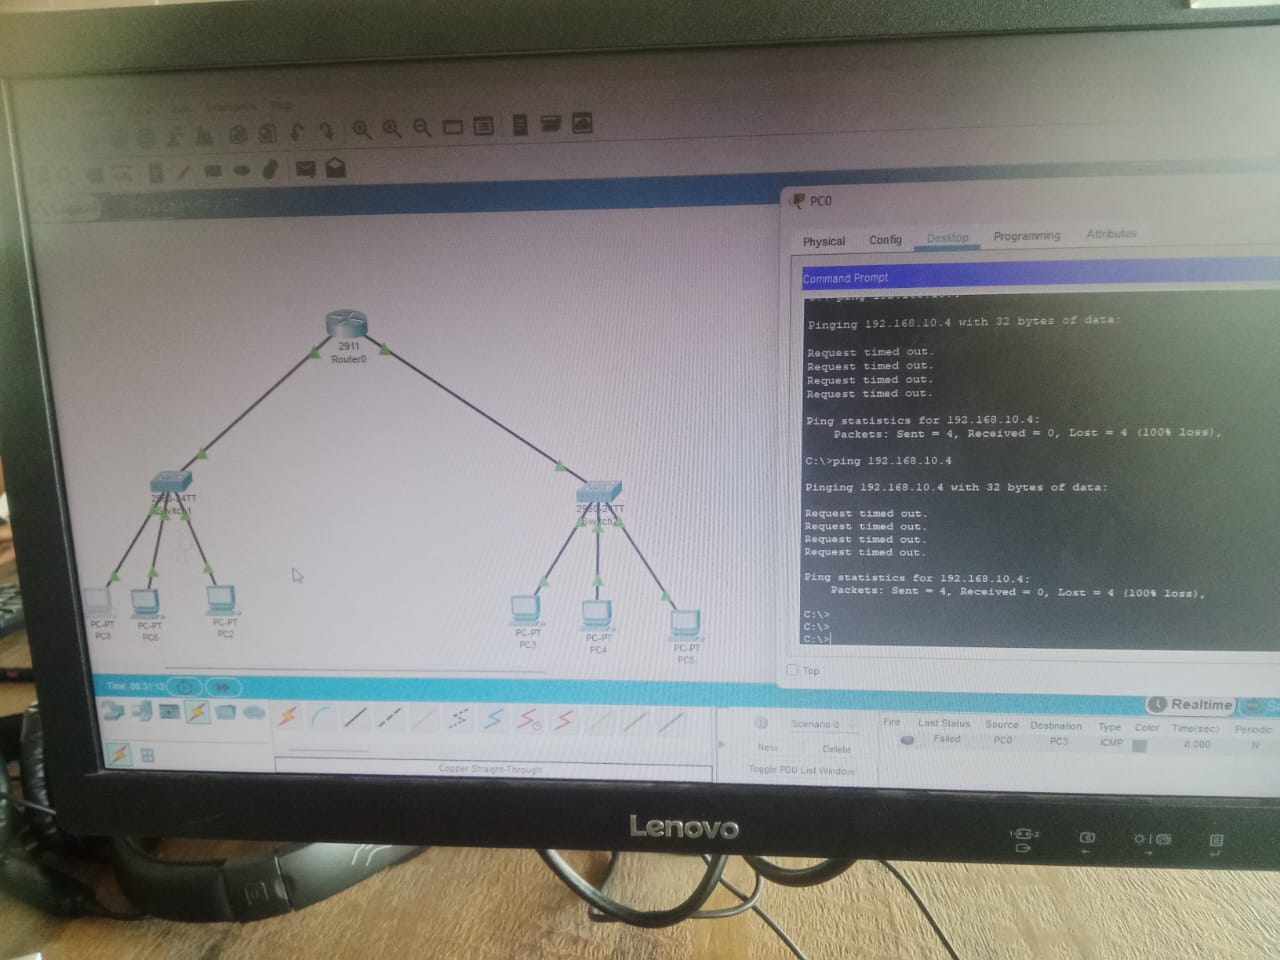 PC0
Physical Config Desktop Programming Attributes
Command Prompt
Pinging 192.168.10.4 with 32 bytes of data:
Request timed out.
Request timed out.
Request timed out.
Request timed out.
Ping statistics for 192.168.10.4:
Packets: Sent = 4, Received = 0, Lost = 4 (100% loss),
C:\>ping 192.168.10.4
Pinging 192.168.10.4 with 32 bytes of data:
Request timed out.
Request timed out.
Request timed out.
Request timed out.
Ping statistics for 192.168.10.4:
Packets: Sent = 4, Received = 0, Lost = 4 (100% loss),
C:\>
C:\>
C:\>
Top
2911
Router0
2960-24TT
Switch1
2960-24TT
PC-PT
PC0
PC-PT
PC6
PC-PT
PC2
PC-PT
PC3
PC-PT
PC4
PC-PT
PC5
Time: 00:31:12
Realtime
Copper Straight-Through
Scenario 0
New Delete
Toggle PDU List Window
Fire Last Status Source Destination Type Color Time(sec) Periodic
Failed PC0 PC3 ICMP 0.000 N
Lenovo